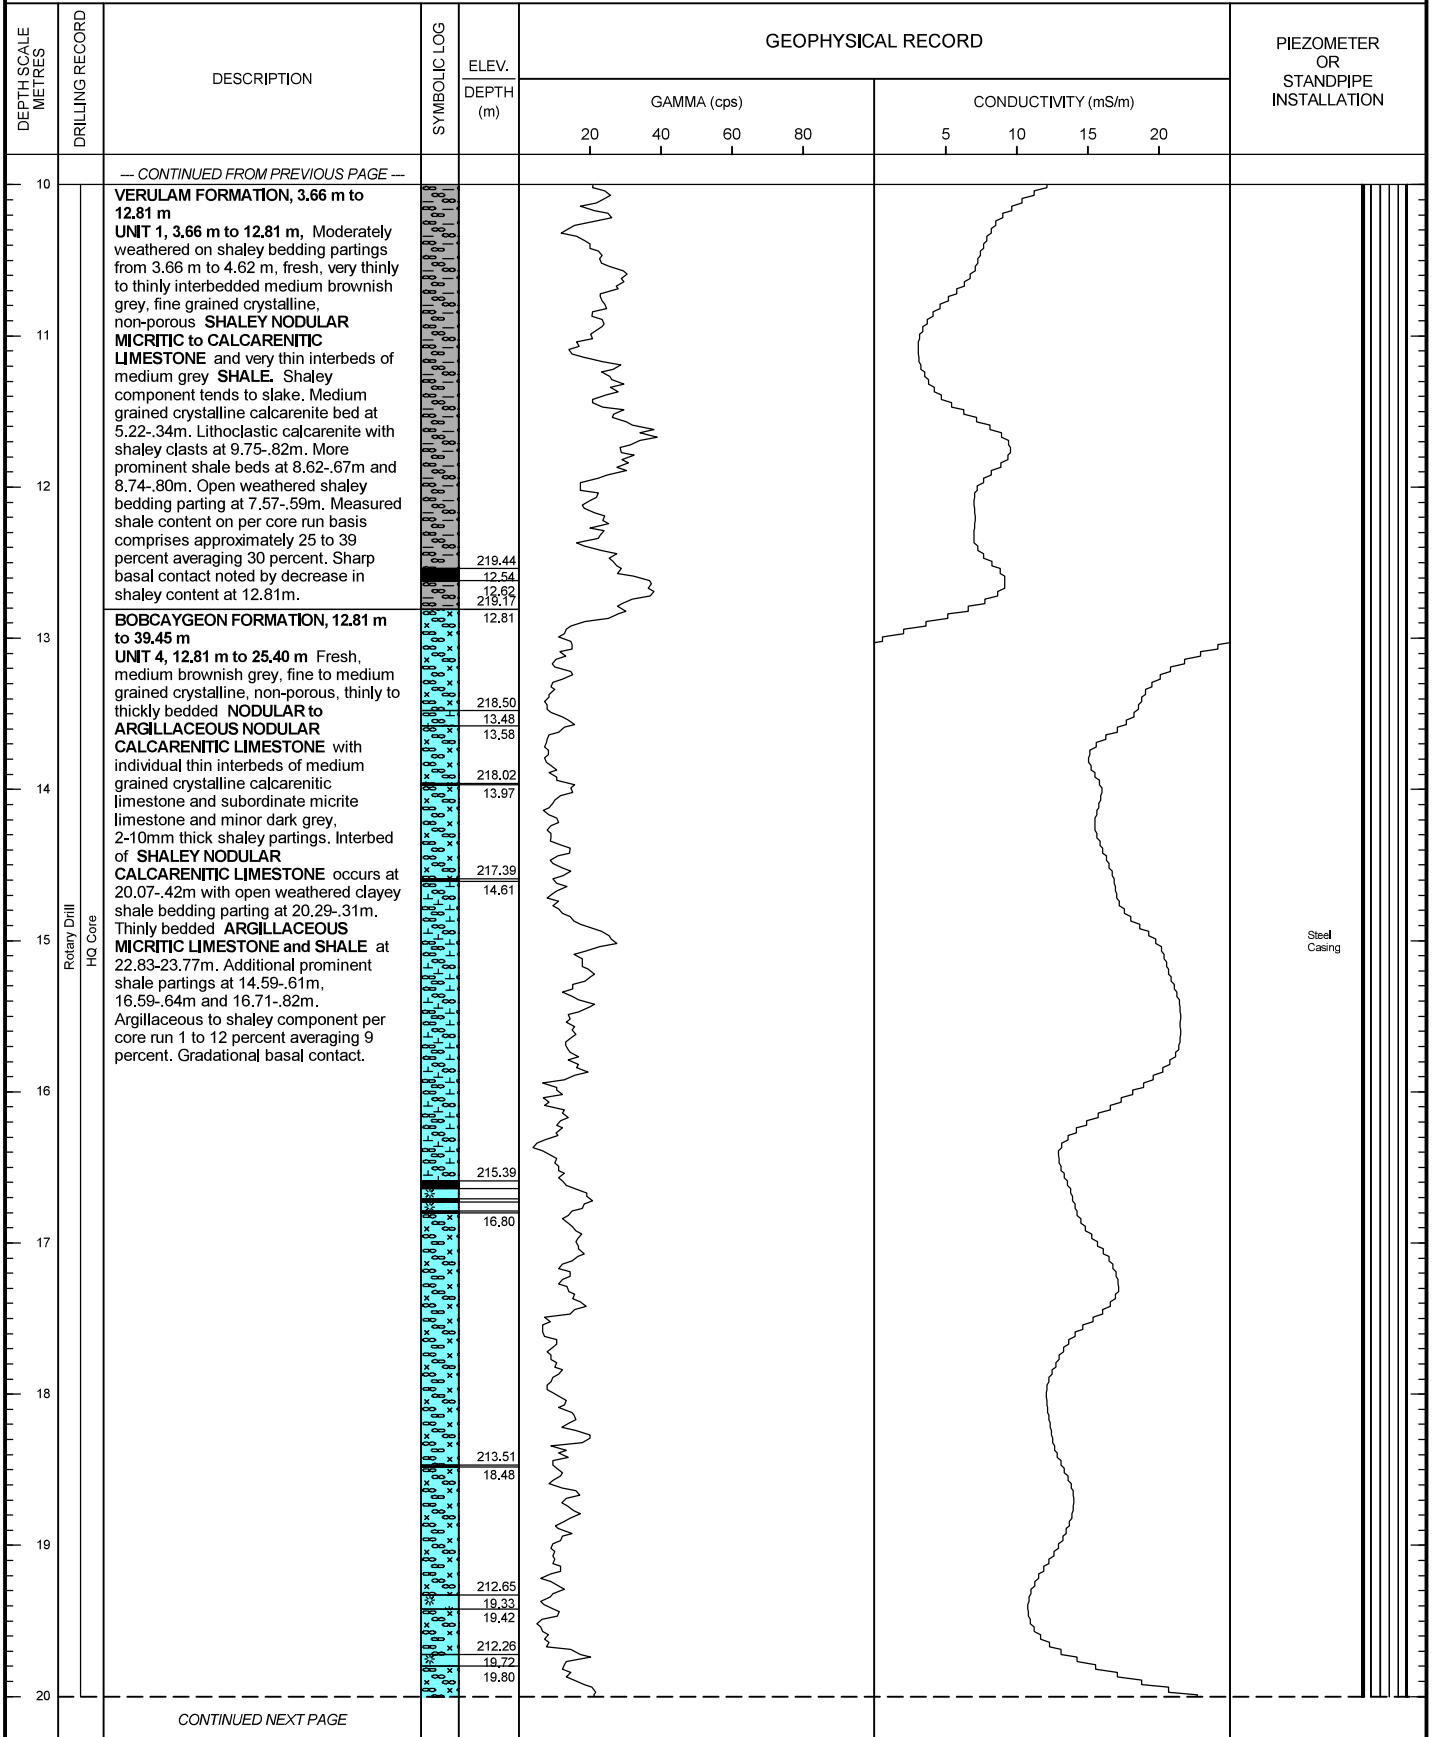 DEPTH SCALE
METRES
DRILLING RECORD
DESCRIPTION
SYMBOLIC LOG
ELEV.
DEPTH
(m)
GEOPHYSICAL RECORD
GAMMA (cps)
20 40 60 80
CONDUCTIVITY (mS/m)
5 10 15 20
PIEZOMETER
OR
STANDPIPE
INSTALLATION
--- CONTINUED FROM PREVIOUS PAGE ---
10
VERULAM FORMATION, 3.66 m to
12.81 m
UNIT 1, 3.66 m to 12.81 m, Moderately
weathered on shaley bedding partings
from 3.66 m to 4.62 m, fresh, very thinly
to thinly interbedded medium brownish
grey, fine grained crystalline,
non-porous SHALEY NODULAR
MICRITIC to CALCARENITIC
LIMESTONE and very thin interbeds of
medium grey SHALE. Shaley
component tends to slake. Medium
grained crystalline calcarenite bed at
5.22-.34m. Lithoclastic calcarenite with
shaley clasts at 9.75-.82m. More
prominent shale beds at 8.62-.67m and
8.74-.80m. Open weathered shaley
bedding parting at 7.57-.59m. Measured
shale content on per core run basis
comprises approximately 25 to 39
percent averaging 30 percent. Sharp
basal contact noted by decrease in
shaley content at 12.81m.
BOBCAYGEON FORMATION, 12.81 m
to 39.45 m
UNIT 4, 12.81 m to 25.40 m Fresh,
medium brownish grey, fine to medium
grained crystalline, non-porous, thinly to
thickly bedded NODULAR to
ARGILLACEOUS NODULAR
CALCARENITIC LIMESTONE with
individual thin interbeds of medium
grained crystalline calcarenitic
limestone and subordinate micrite
limestone and minor dark grey,
2-10mm thick shaley partings. Interbed
of SHALEY NODULAR
CALCARENITIC LIMESTONE occurs at
20.07-.42m with open weathered clayey
shale bedding parting at 20.29-.31m.
Thinly bedded ARGILLACEOUS
MICRITIC LIMESTONE and SHALE at
22.83-23.77m. Additional prominent
shale partings at 14.59-.61m,
16.59-.64m and 16.71-.82m.
Argillaceous to shaley component per
core run 1 to 12 percent averaging 9
percent. Gradational basal contact.
11
12
13
14
15
16
17
18
19
20
Rotary Drill
HQ Core
219.44
12.54
12.62
219.17
12.81
218.50
13.48
13.58
218.02
13.97
217.39
14.61
215.39
16.80
213.51
18.48
212.65
19.33
19.42
212.26
19.72
19.80
Steel
Casing
CONTINUED NEXT PAGE